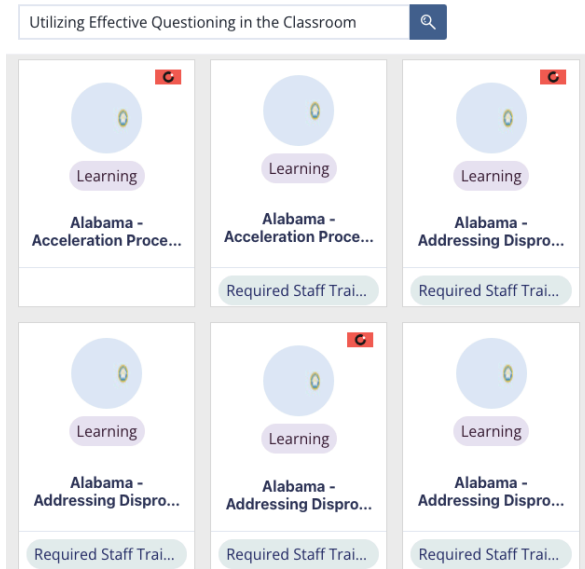 Utilizing Effective Questioning in the Classroom
Learning
Alabama -
Acceleration Proce...
Learning
Alabama -
Acceleration Proce...
Required Staff Trai...
Learning
Alabama -
Addressing Dispro...
Required Staff Trai...
Learning
Alabama -
Addressing Dispro...
Required Staff Trai...
Learning
Alabama -
Addressing Dispro...
Required Staff Trai...
Learning
Alabama -
Addressing Dispro...
Required Staff Trai...